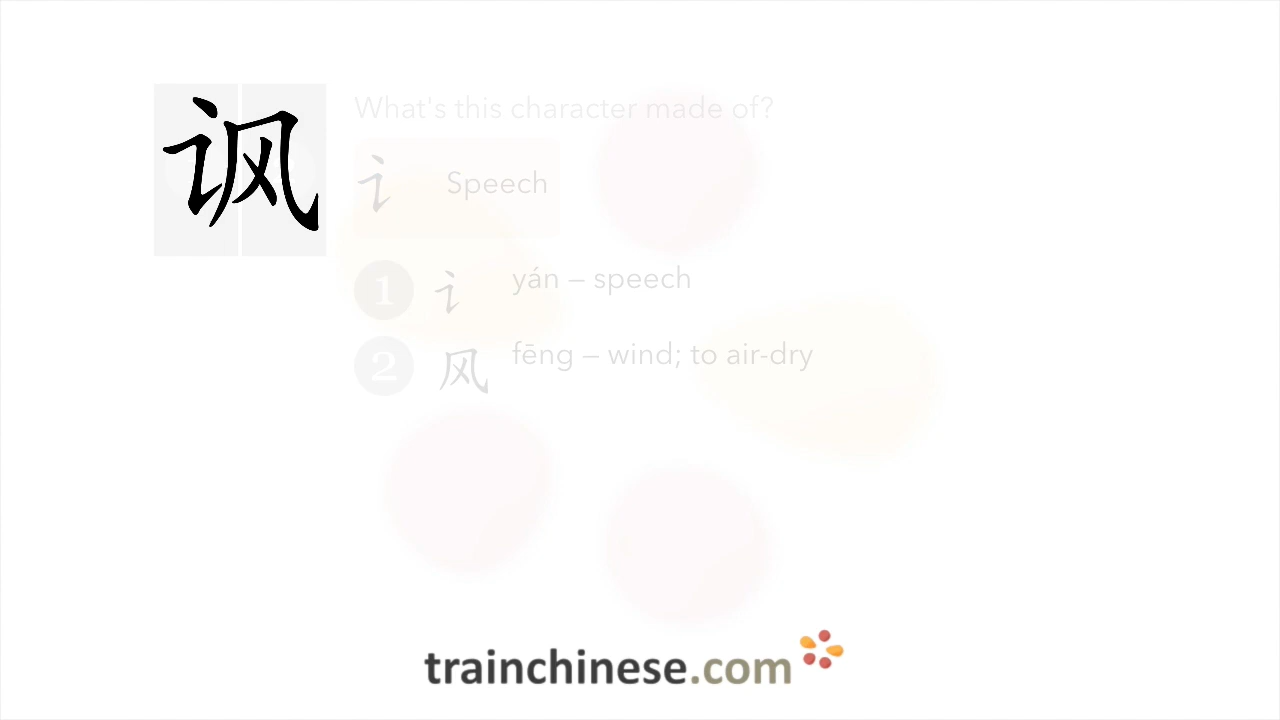 讽
What's this character made of?
讠 Speech
1 讠 yán – speech
2 风 fēng – wind; to air-dry
trainchinese.com